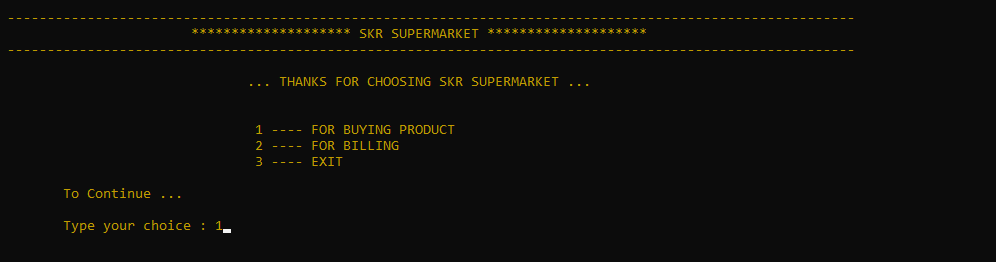 ----------------------------------------------------------------------------------------------------------
******************** SKR SUPERMARKET ********************
----------------------------------------------------------------------------------------------------------
... THANKS FOR CHOOSING SKR SUPERMARKET ...
1 ---- FOR BUYING PRODUCT
2 ---- FOR BILLING
3 ---- EXIT
To Continue ...
Type your choice : 1